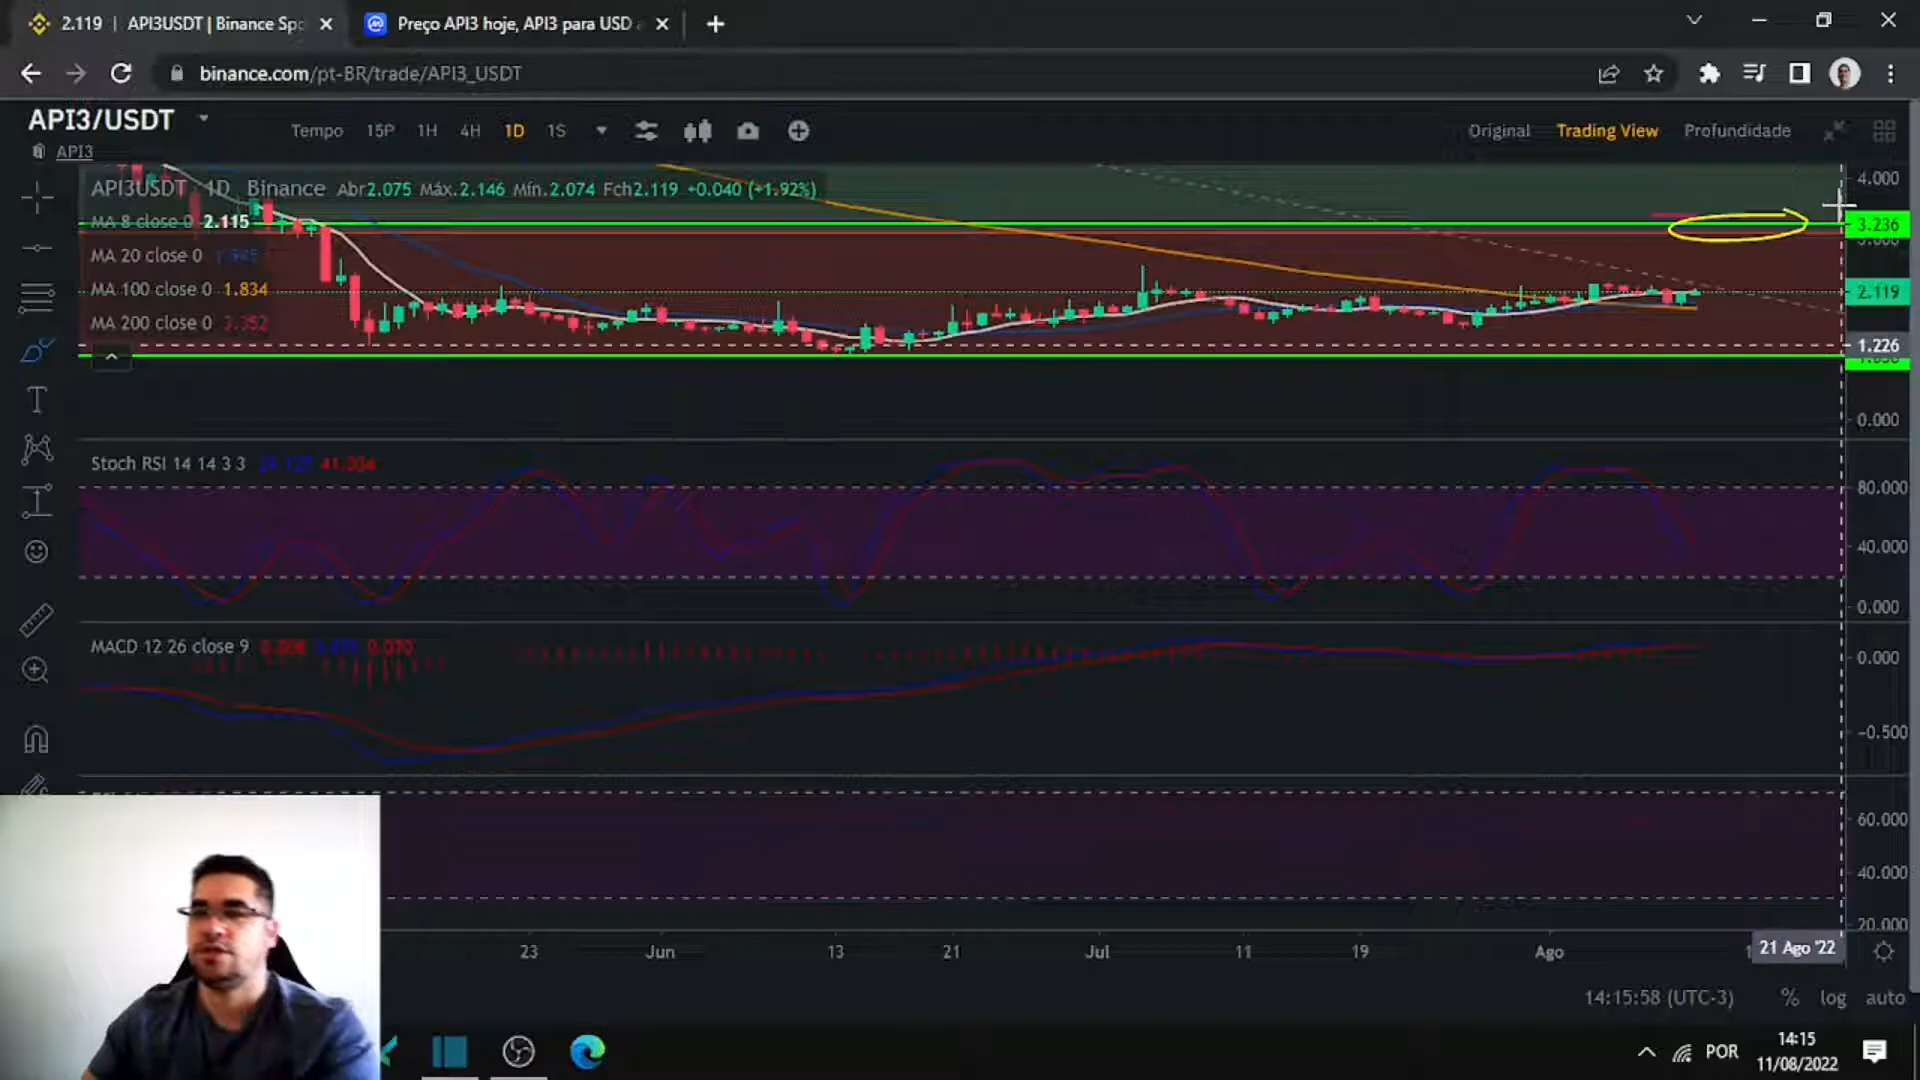 2.119 | API3USDT | Binance Spo
Preço API3 hoje, API3 para USD
binance.com/pt-BR/trade/API3_USDT
API3/USDT
API3
Tempo 15P 1H 4H 1D 1S
Original Trading View Profundidade
API3USDT 1D Binance Abr2.075 Máx.2.146 Mín.2.074 Fch2.119 +0.040 (+1.92%)
MA 8 close 0 2.115
MA 20 close 0
MA 100 close 0 1.834
MA 200 close 0 3.352
4.000
3.236
3.000
2.119
1.226
0.000
Stoch RSI 14 14 3 3 41.034
80.000
40.000
0.000
MACD 12 26 close 9
0.000
-0.500
60.000
40.000
20.000
23 Jun 13 21 Jul 11 19 Ago 21 Ago '22
14:15:58 (UTC-3) % log auto
POR
14:15
11/08/2022